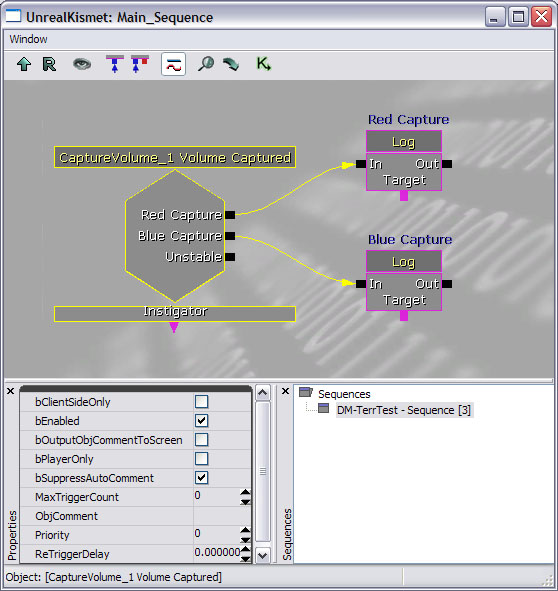 UnrealKismet: Main_Sequence
Window
R
K
Red Capture
Log
In Out
Target
CaptureVolume_1 Volume Captured
Red Capture
Blue Capture
Unstable
Instigator
Blue Capture
Log
In Out
Target
Properties
bClientSideOnly
bEnabled
bOutputObjCommentToScreen
bPlayerOnly
bSuppressAutoComment
MaxTriggerCount 0
ObjComment
Priority 0
ReTriggerDelay 0.000000
Sequences
Sequences
DM-TerrTest - Sequence [3]
Object: [CaptureVolume_1 Volume Captured]